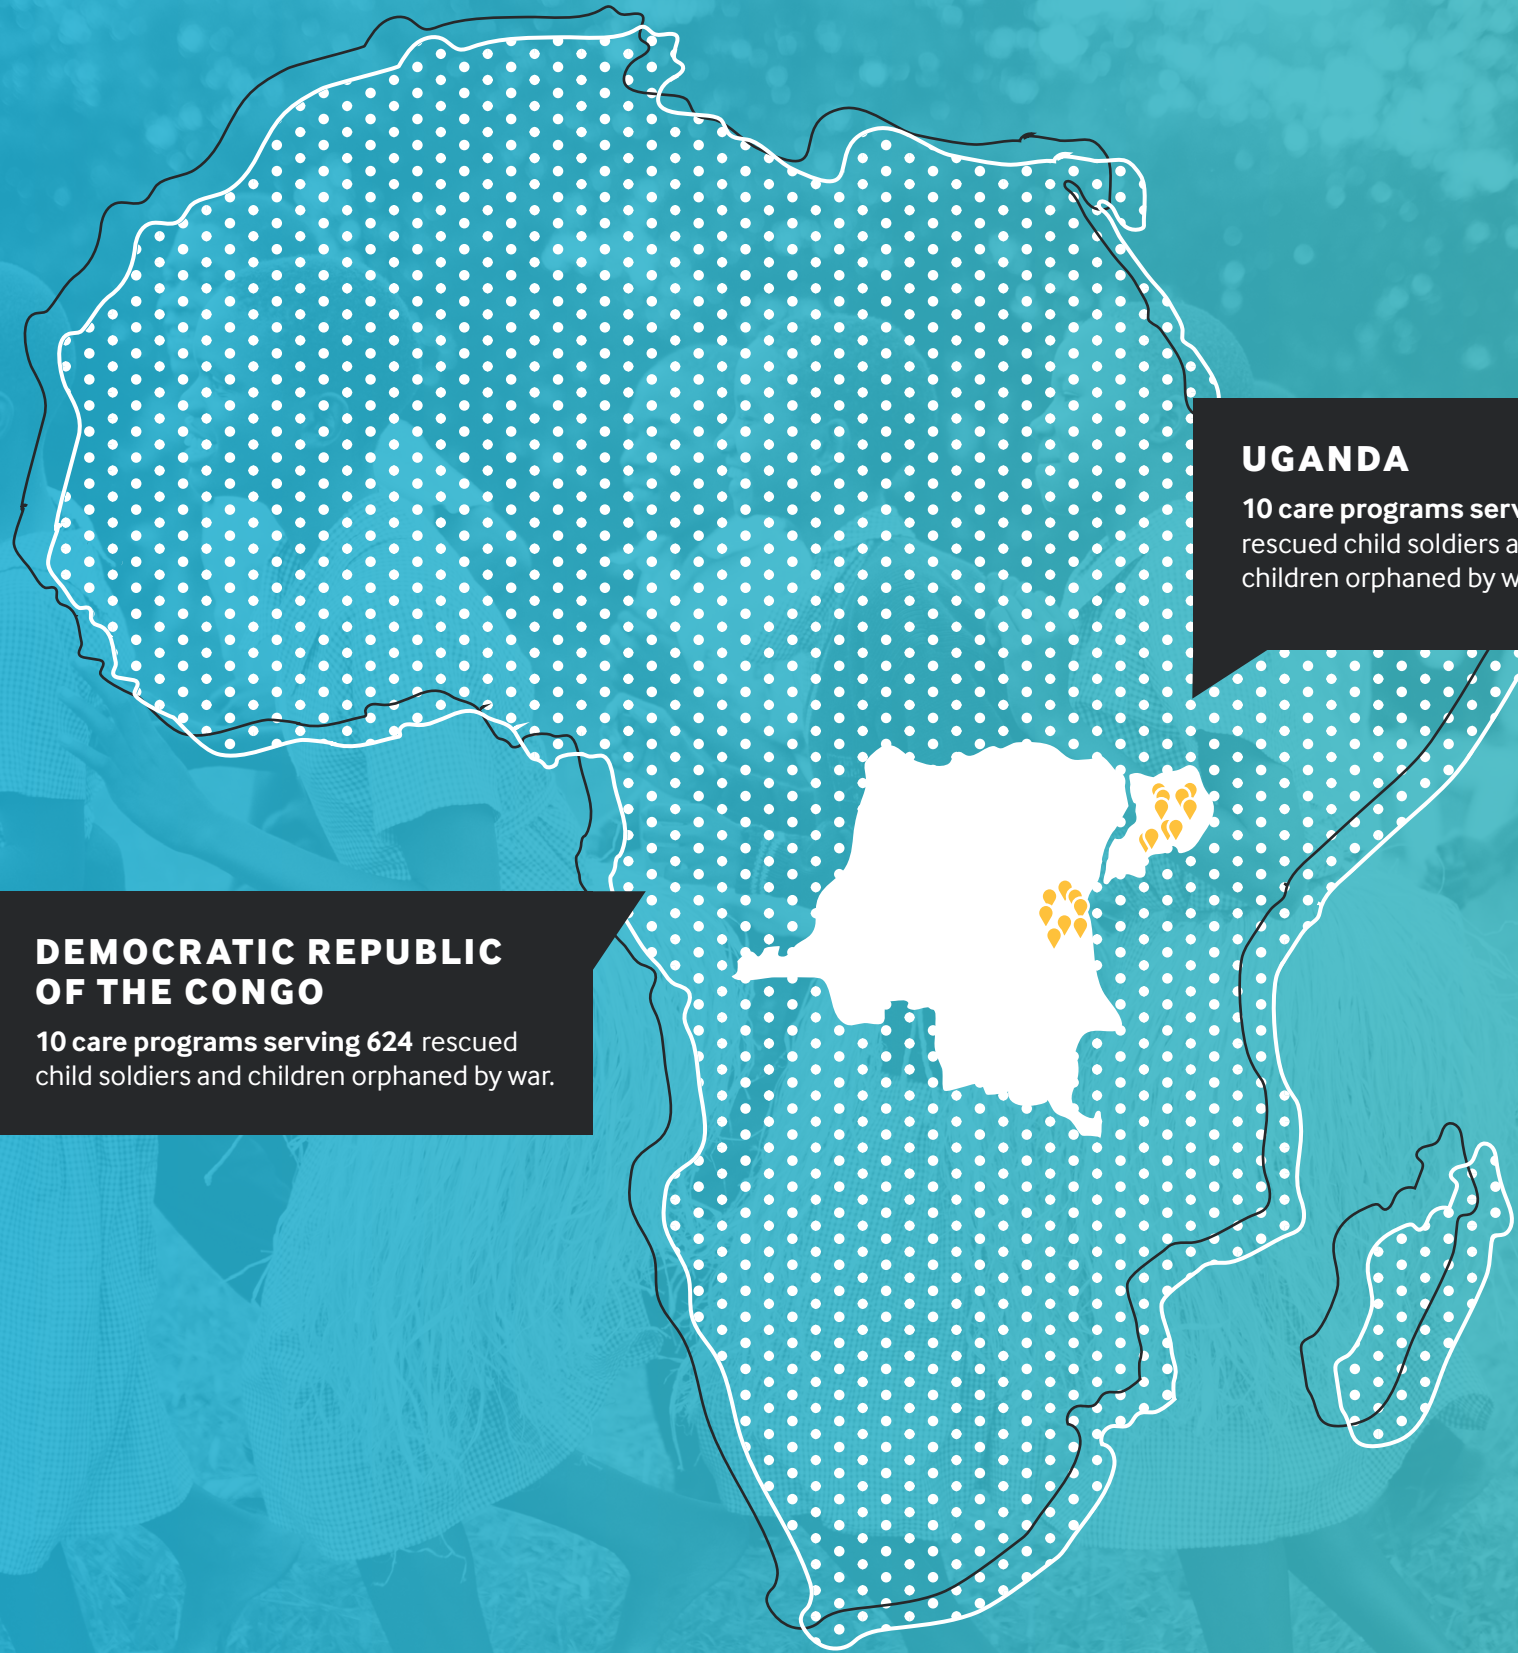 UGANDA
10 care programs
rescued child soldiers
children orphaned by
DEMOCRATIC REPUBLIC
OF THE CONGO
10 care programs serving 624 rescued
child soldiers and children orphaned by war.